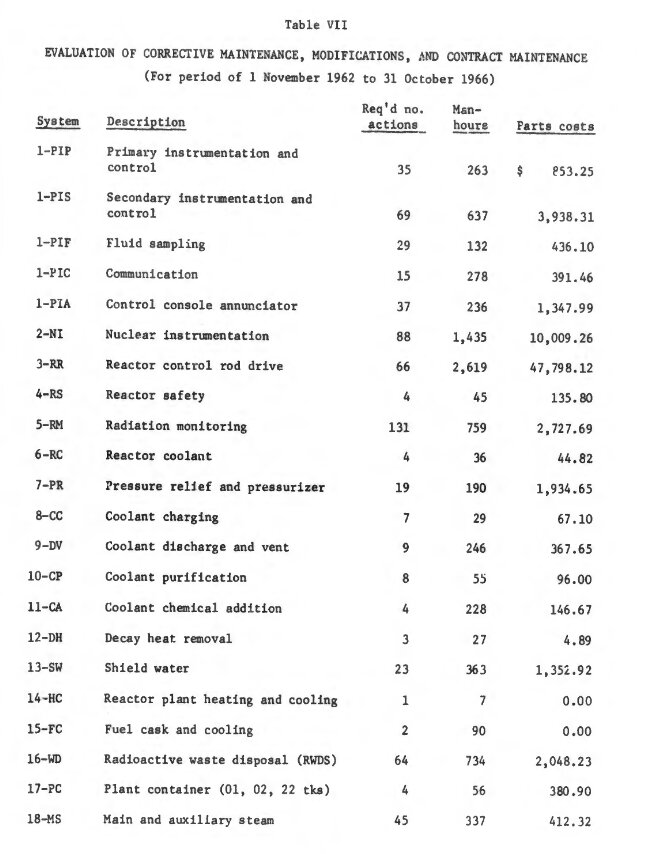 Table VII
EVALUATION OF CORRECTIVE MAINTENANCE, MODIFICATIONS, AND CONTRACT MAINTENANCE
(For period of 1 November 1962 to 31 October 1966)
Req'd no. Man-
System Description actions hours Parts costs
1-PIP Primary instrumentation and
control 35 263 $ 853.25
1-PIS Secondary instrumentation and
control 69 637 3,938.31
1-PIF Fluid sampling 29 132 436.10
1-PIC Communication 15 278 391.46
1-PIA Control console annunciator 37 236 1,347.99
2-NI Nuclear instrumentation 88 1,435 10,009.26
3-RR Reactor control rod drive 66 2,619 47,798.12
4-RS Reactor safety 4 45 135.80
5-RM Radiation monitoring 131 759 2,727.69
6-RC Reactor coolant 4 36 44.82
7-PR Pressure relief and pressurizer 19 190 1,934.65
8-CC Coolant charging 7 29 67.10
9-DV Coolant discharge and vent 9 246 367.65
10-CP Coolant purification 8 55 96.00
11-CA Coolant chemical addition 4 228 146.67
12-DH Decay heat removal 3 27 4.89
13-SW Shield water 23 363 1,352.92
14-HC Reactor plant heating and cooling 1 7 0.00
15-FC Fuel cask and cooling 2 90 0.00
16-WD Radioactive waste disposal (RWDS) 64 734 2,048.23
17-PC Plant container (01, 02, 22 tks) 4 56 380.90
18-MS Main and auxiliary steam 45 337 412.32